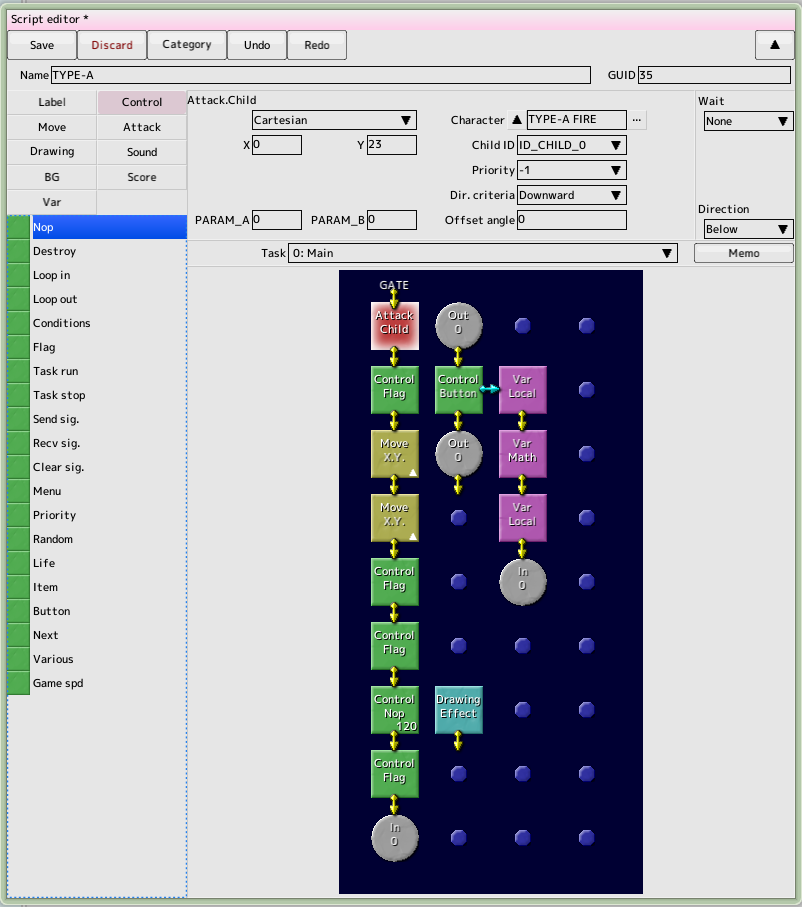 Script editor *
Save Discard Category Undo Redo ▲
Name TYPE-A GUID 35
Label Control
Move Attack
Drawing Sound
BG Score
Var
Attack.Child
Cartesian ▼
X 0 Y 23
PARAM_A 0 PARAM_B 0
Character ▲ TYPE-A FIRE ...
Child ID ID_CHILD_0 ▼
Priority -1 ▼
Dir. criteria Downward ▼
Offset angle 0
Wait
None ▼
Direction
Below ▼
Task 0: Main ▼ Memo
Nop
Destroy
Loop in
Loop out
Conditions
Flag
Task run
Task stop
Send sig.
Recv sig.
Clear sig.
Menu
Priority
Random
Life
Item
Button
Next
Various
Game spd
GATE
Attack
Child
Out
0
Control
Flag
Control
Button
Var
Local
Move
X.Y.
Out
0
Var
Math
Move
X.Y.
Var
Local
Control
Flag
In
0
Control
Flag
Control
Nop
120
Drawing
Effect
Control
Flag
In
0